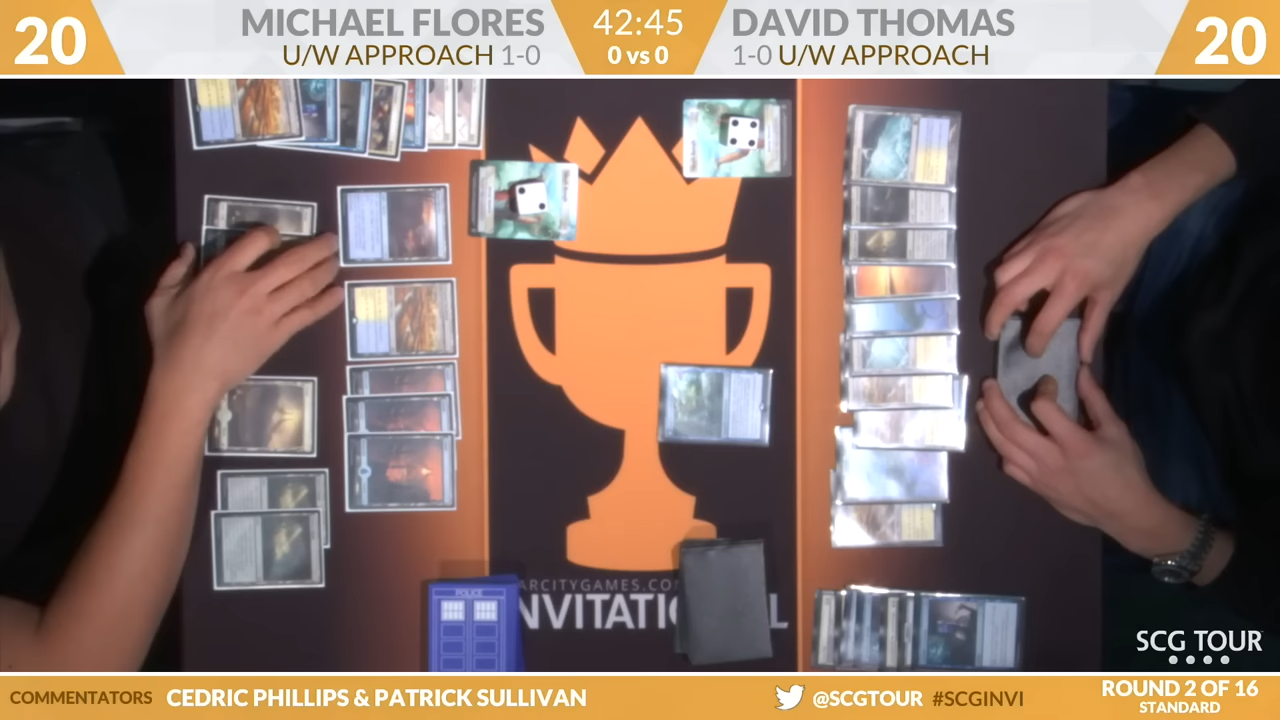 20
MICHAEL FLORES
U/W APPROACH 1-0
42:45
0 vs 0
DAVID THOMAS
1-0 U/W APPROACH
20
POLICE
ARCITYGAMES.CO
NVITATI L
SCG TOUR
COMMENTATORS CEDRIC PHILLIPS & PATRICK SULLIVAN
@SCGTOUR #SCGINVI
ROUND 2 OF 16
STANDARD